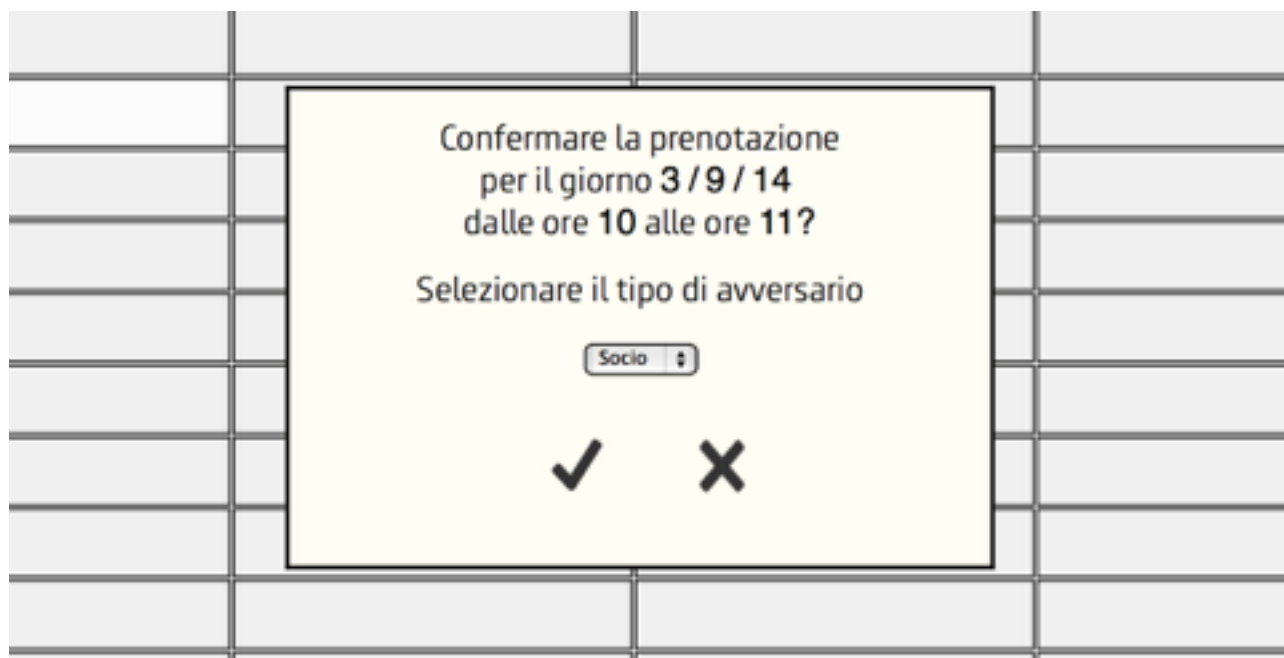 Confermare la prenotazione
per il giorno 3 / 9 / 14
dalle ore 10 alle ore 11?
Selezionare il tipo di avversario
Socio